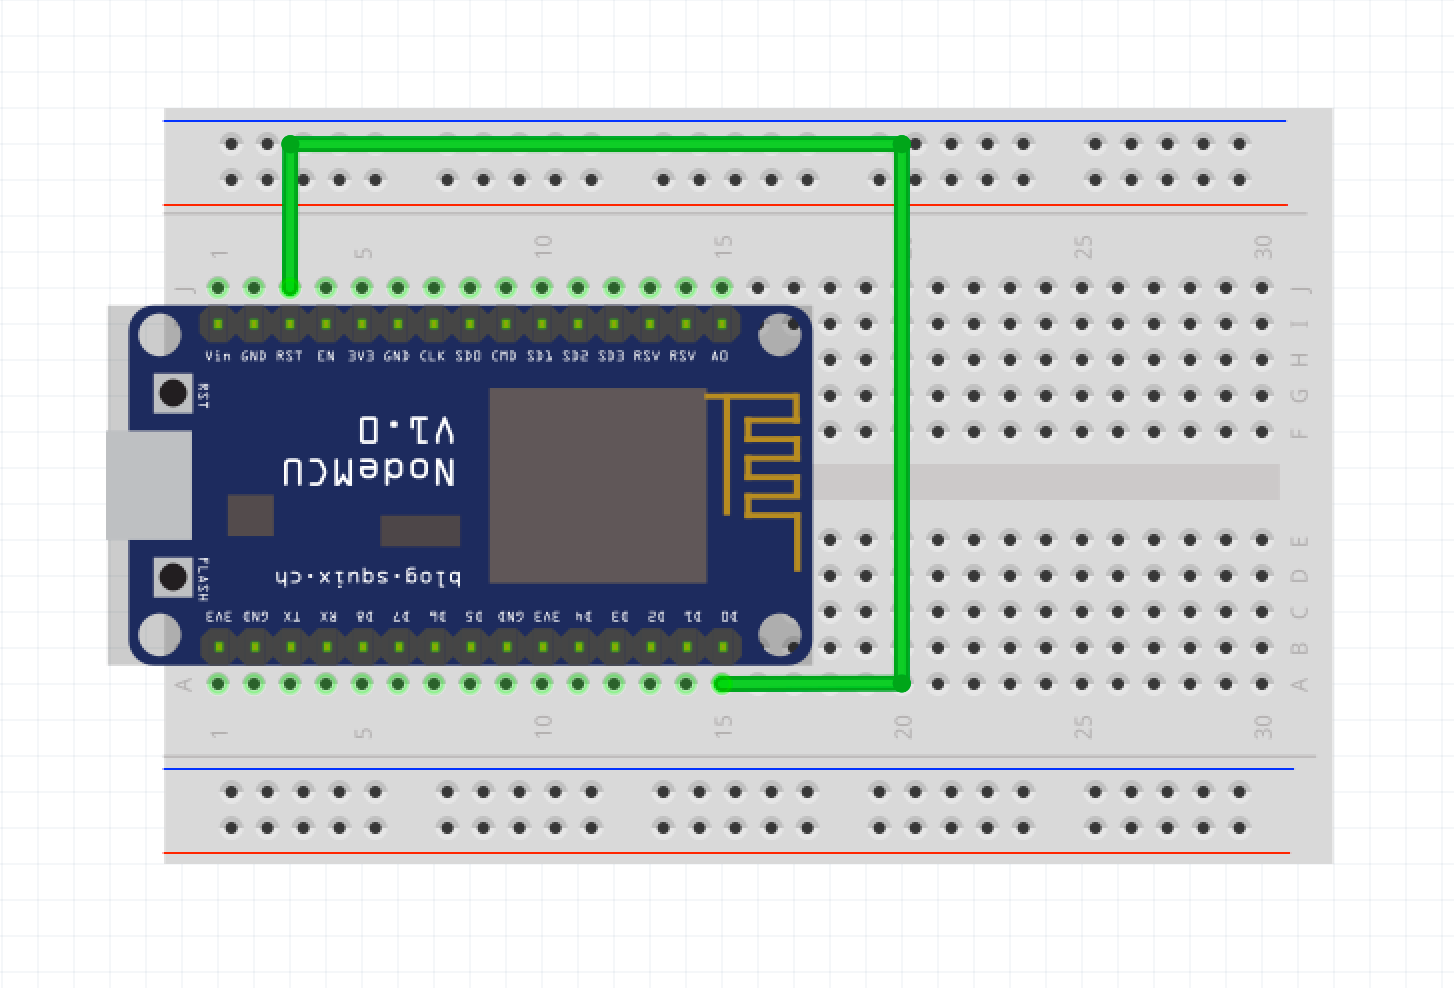 1 5 10 15 25 30
J J
I
Vin GND RST EN 3V3 GND CLK SD0 CMD SD1 SD2 SD3 RSV RSV A0
H
RST
G
V1.0
F
NodeMCU
E
FLASH
blog.squix.ch
D
3V3 GND TX RX D8 D7 D6 D5 GND 3V3 D4 D3 D2 D1 D0
C
B
A A
1 5 10 15 20 25 30